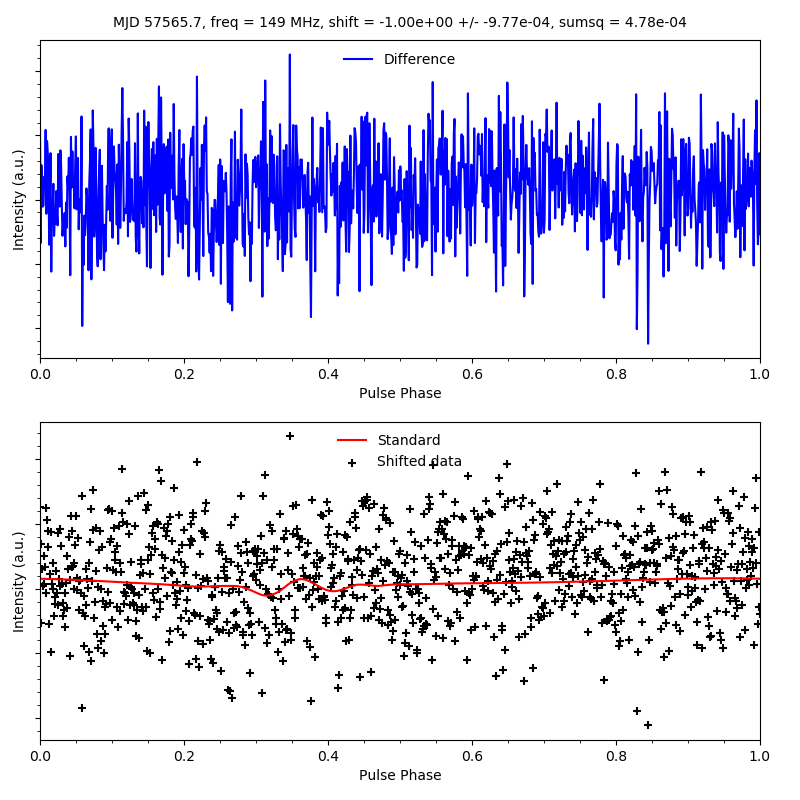 MJD 57565.7, freq = 149 MHz, shift = -1.00e+00 +/- -9.77e-04, sumsq = 4.78e-04
Difference
Intensity (a.u.)
0.0 0.2 0.4 0.6 0.8 1.0
Pulse Phase
Standard
Shifted data
Intensity (a.u.)
0.0 0.2 0.4 0.6 0.8 1.0
Pulse Phase